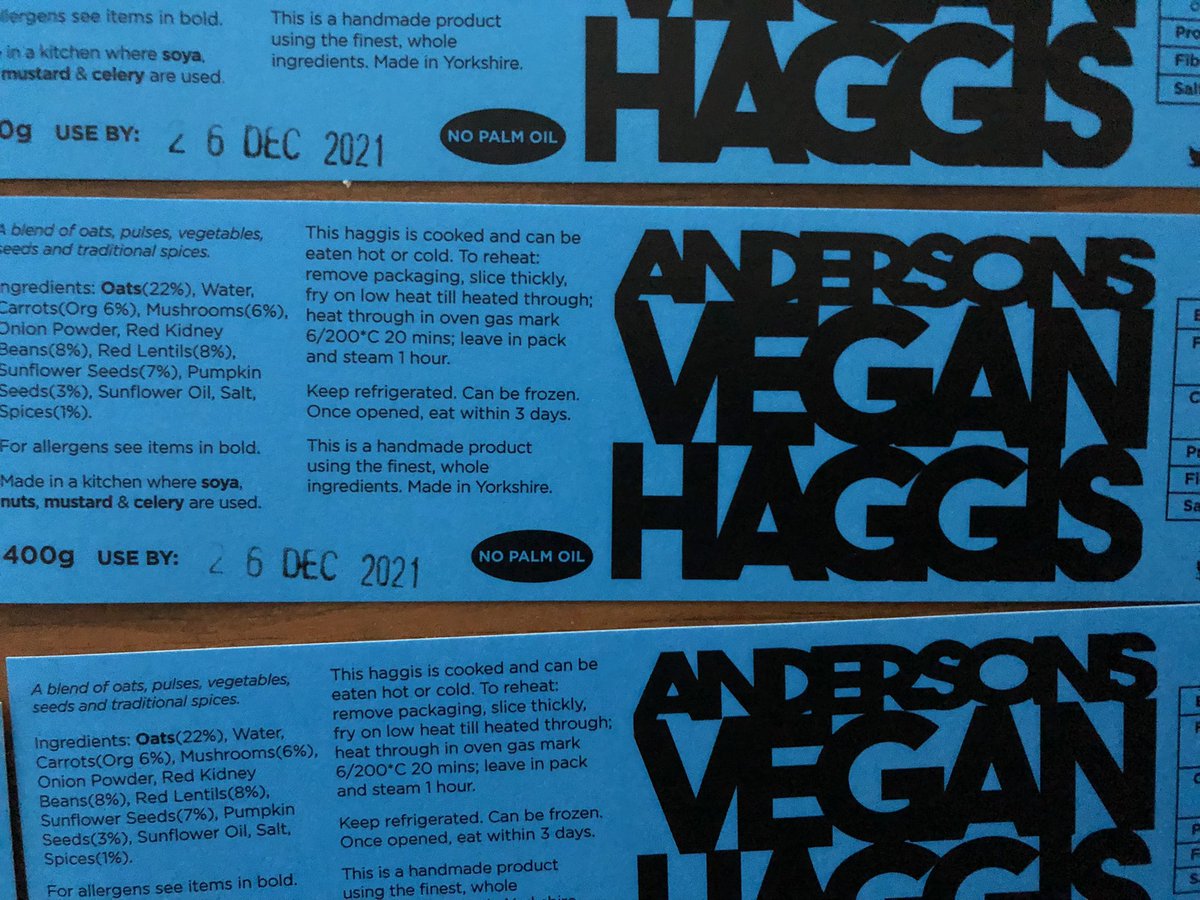 allergens see items in bold.
in a kitchen where soya,
mustard & celery are used.
0g USE BY: 26 DEC 2021
This is a handmade product
using the finest, whole
ingredients. Made in Yorkshire.
NO PALM OIL
VEGAN
HAGGIS
Pro
Fib
Salt
A blend of oats, pulses, vegetables,
seeds and traditional spices.
Ingredients: Oats(22%), Water,
Carrots(Org 6%), Mushrooms(6%),
Onion Powder, Red Kidney
Beans(8%), Red Lentils(8%),
Sunflower Seeds(7%), Pumpkin
Seeds(3%), Sunflower Oil, Salt,
Spices(1%).
For allergens see items in bold.
Made in a kitchen where soya,
nuts, mustard & celery are used.
400g USE BY: 26 DEC 2021
This haggis is cooked and can be
eaten hot or cold. To reheat:
remove packaging, slice thickly,
fry on low heat till heated through;
heat through in oven gas mark
6/200*C 20 mins; leave in pack
and steam 1 hour.
Keep refrigerated. Can be frozen.
Once opened, eat within 3 days.
This is a handmade product
using the finest, whole
ingredients. Made in Yorkshire.
NO PALM OIL
ANDERSONS
VEGAN
HAGGIS
E
F
C
Pr
Fi
Sa
A blend of oats, pulses, vegetables,
seeds and traditional spices.
Ingredients: Oats(22%), Water,
Carrots(Org 6%), Mushrooms(6%),
Onion Powder, Red Kidney
Beans(8%), Red Lentils(8%),
Sunflower Seeds(7%), Pumpkin
Seeds(3%), Sunflower Oil, Salt,
Spices(1%).
For allergens see items in bold.
This haggis is cooked and can be
eaten hot or cold. To reheat:
remove packaging, slice thickly,
fry on low heat till heated through;
heat through in oven gas mark
6/200*C 20 mins; leave in pack
and steam 1 hour.
Keep refrigerated. Can be frozen.
Once opened, eat within 3 days.
This is a handmade product
using the finest, whole
ANDERSONS
VEGAN
HAGGIS